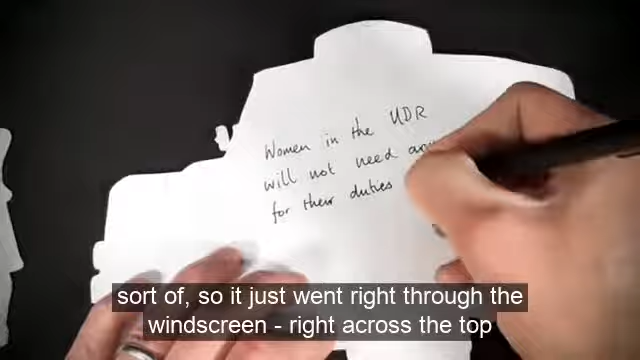 Women in the UDR
will not need
for their duties
sort of, so it just went right through the
windscreen - right across the top